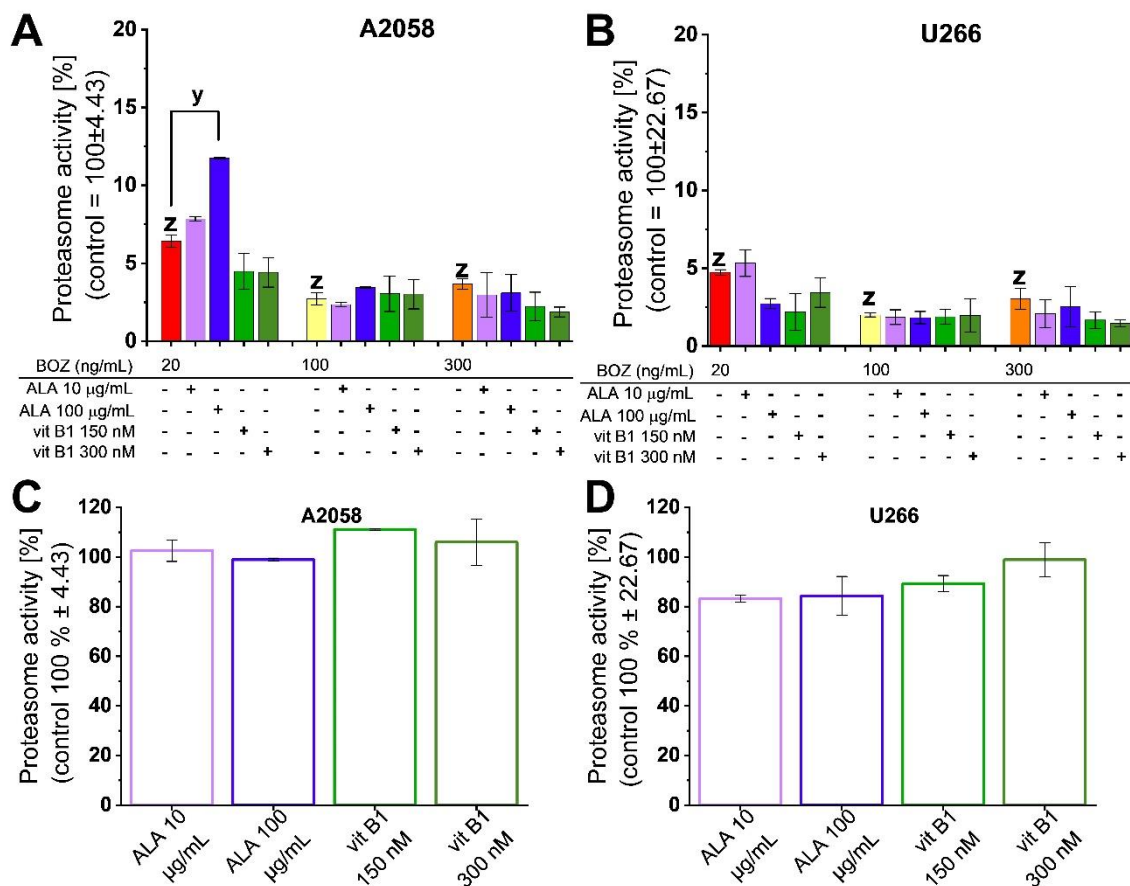 A
A2058
Proteasome activity [%]
(control = 100±4.43)
20
15
10
5
0
y
z
z
z
BOZ (ng/mL) 20 100 300
ALA 10 µg/mL - + - - - - + - - - - + - - -
ALA 100 µg/mL - - + - - - - + - - - - + - -
vit B1 150 nM - - - + - - - - + - - - - + -
vit B1 300 nM - - - - + - - - - + - - - - +
B
U266
Proteasome activity [%]
(control = 100±22.67)
20
15
10
5
0
z
z
z
BOZ (ng/mL) 20 100 300
ALA 10 µg/mL - + - - - - + - - - - + - - -
ALA 100 µg/mL - - + - - - - + - - - - + - -
vit B1 150 nM - - - + - - - - + - - - - + -
vit B1 300 nM - - - - + - - - - + - - - - +
C
A2058
Proteasome activity [%]
(control 100 % ± 4.43)
120
100
80
60
40
20
0
ALA 10
µg/mL
ALA 100
µg/mL
vit B1
150 nM
vit B1
300 nM
D
U266
Proteasome activity [%]
(control 100 % ± 22.67)
120
100
80
60
40
20
0
ALA 10
µg/mL
ALA 100
µg/mL
vit B1
150 nM
vit B1
300 nM